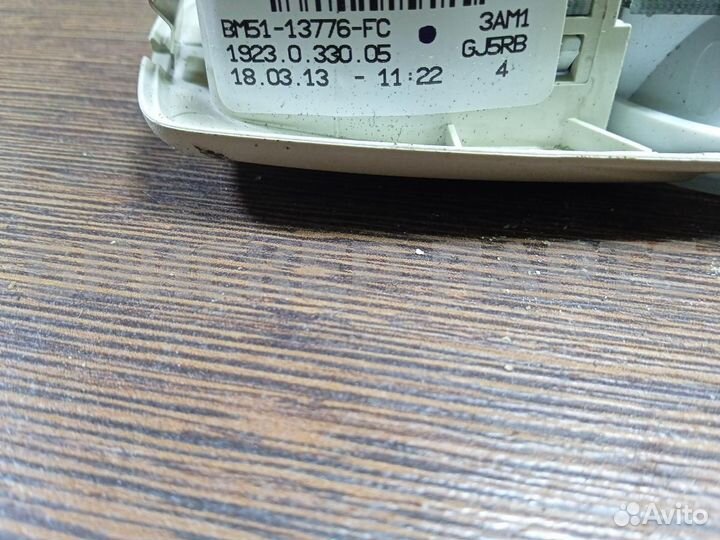 BM51-13776-FC 3AM1
1923.0.330.05 GJ5RB
18.03.13 - 11:22 4
Avito